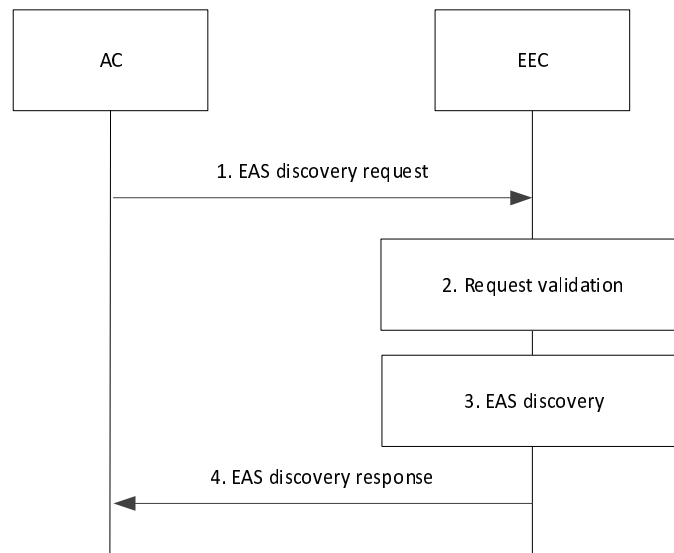 AC
EEC
1. EAS discovery request
2. Request validation
3. EAS discovery
4. EAS discovery response